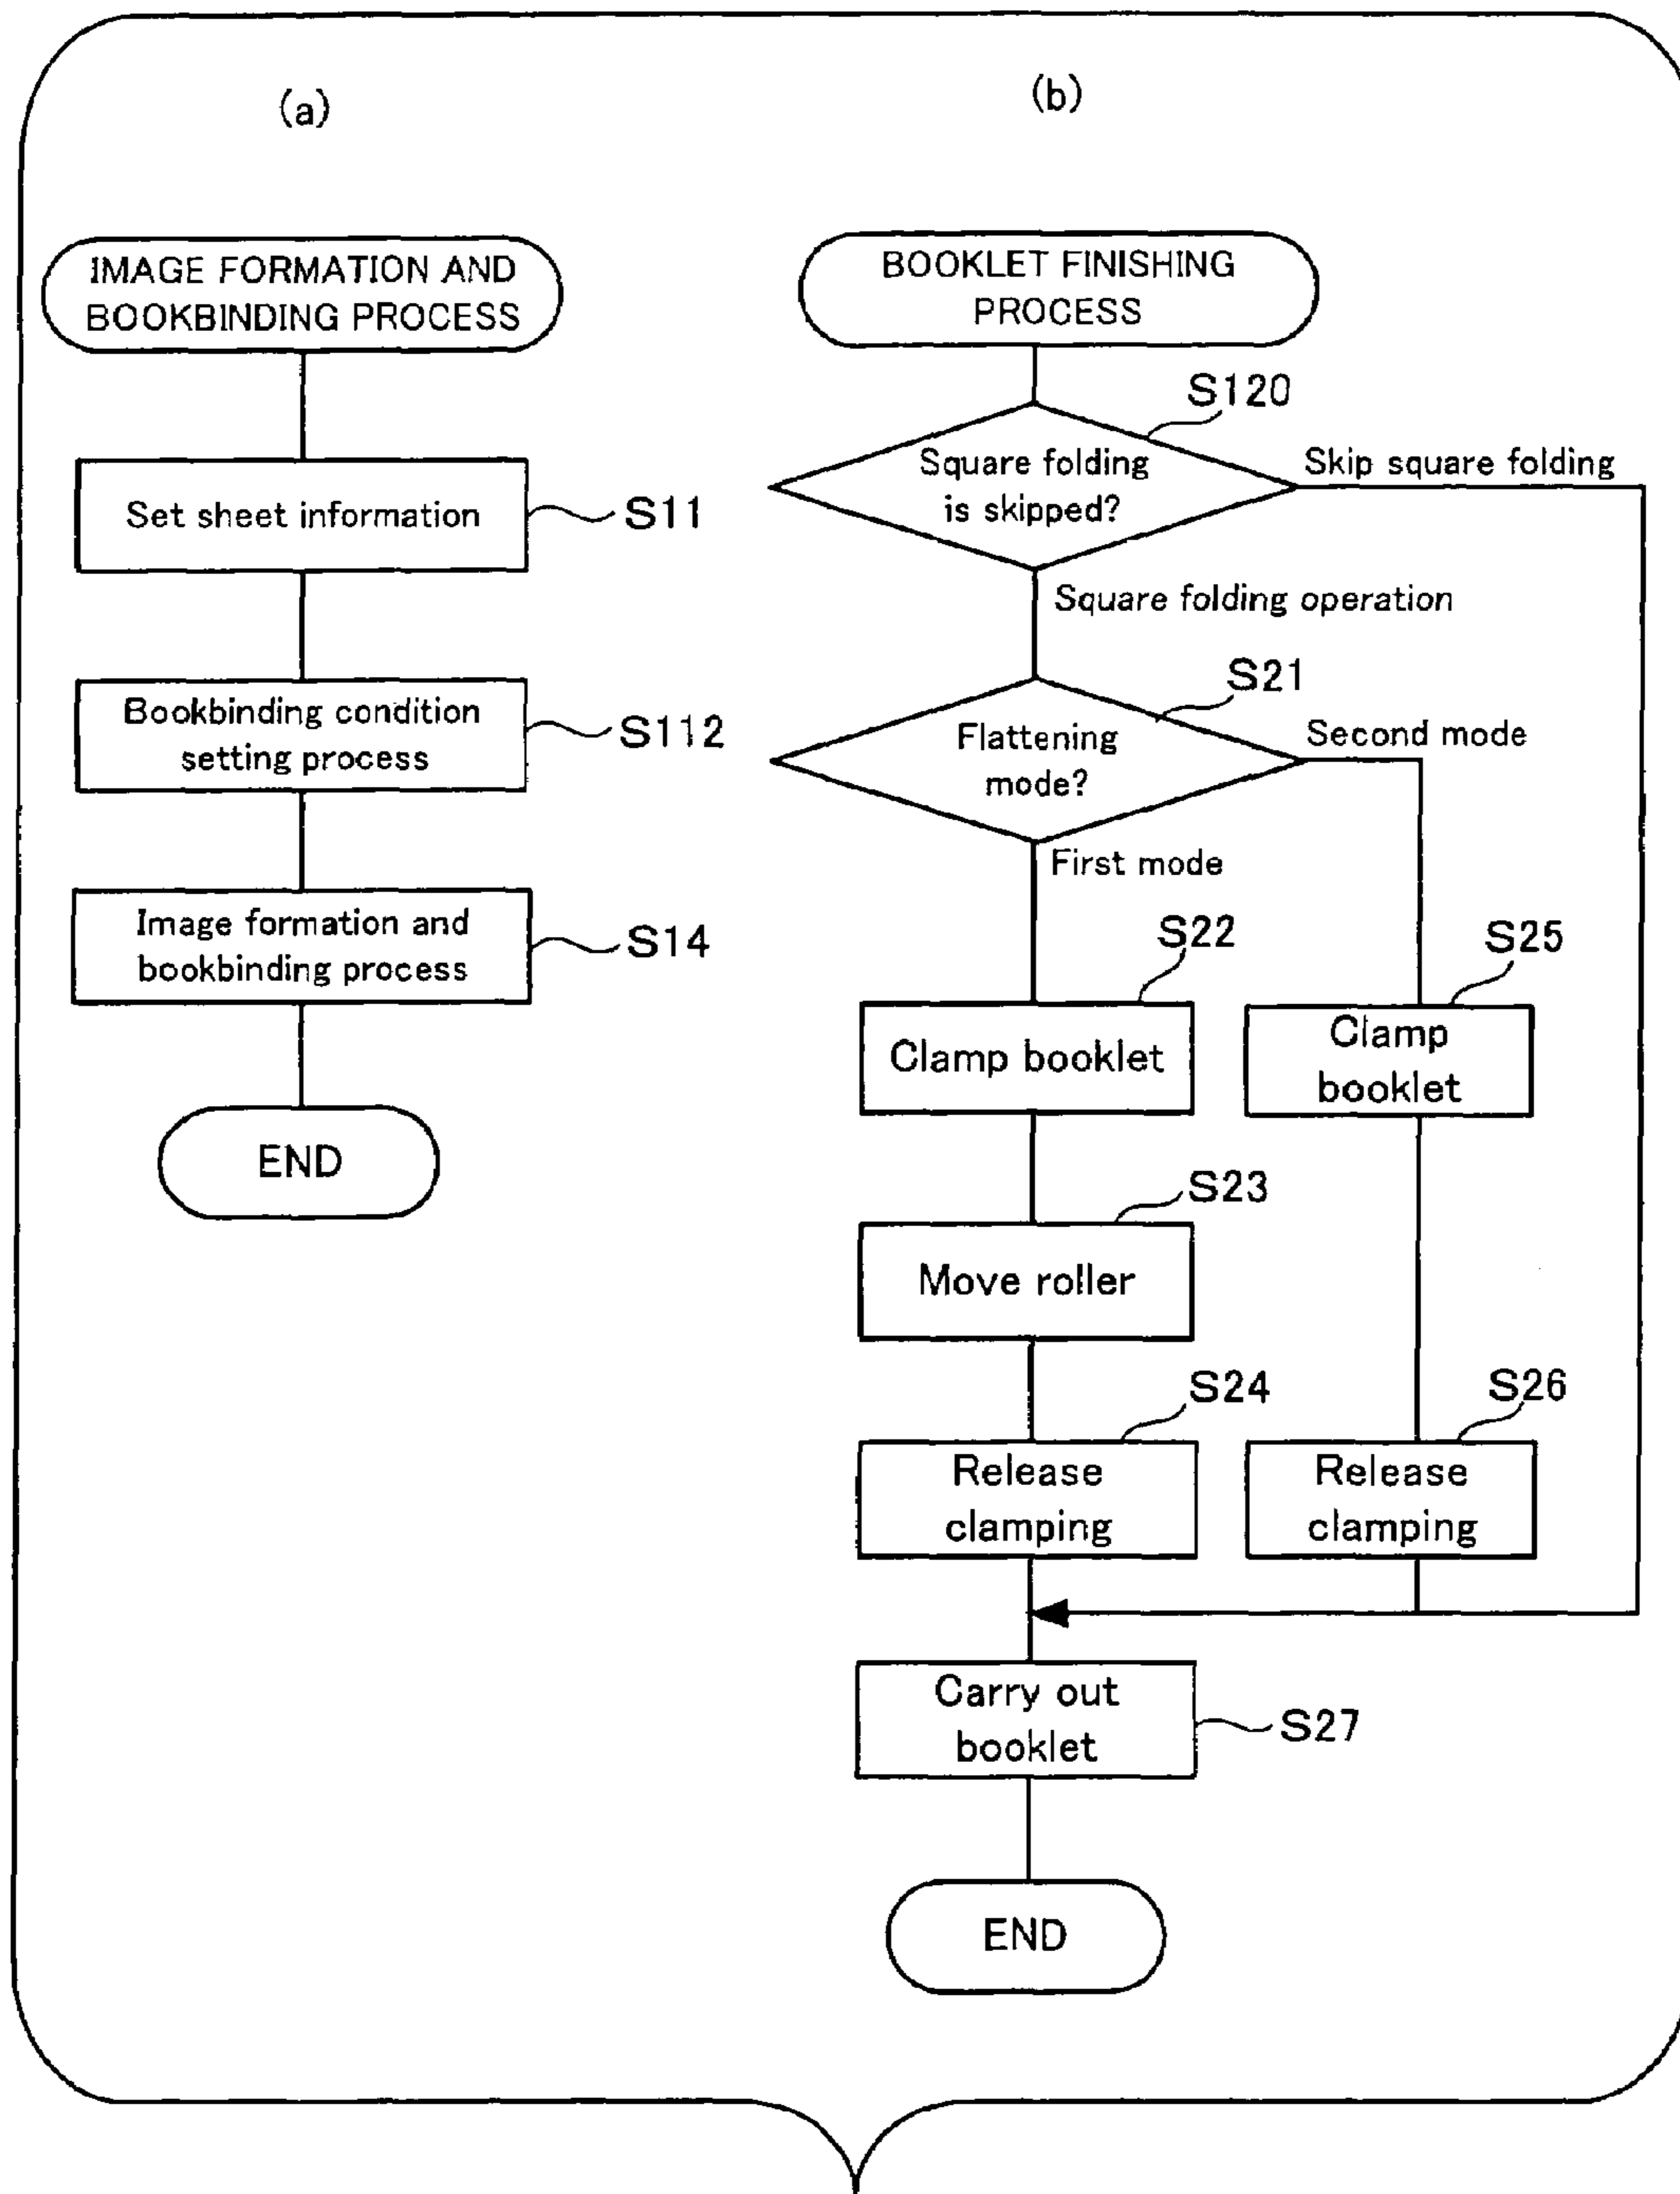 (a)
IMAGE FORMATION AND
BOOKBINDING PROCESS
Set sheet information
S11
Bookbinding condition
setting process
S112
Image formation and
bookbinding process
S14
END
(b)
BOOKLET FINISHING
PROCESS
S120
Square folding
is skipped?
Skip square folding
Square folding operation
S21
Flattening
mode?
Second mode
First mode
S22
Clamp booklet
S25
Clamp
booklet
S23
Move roller
S24
Release
clamping
S26
Release
clamping
Carry out
booklet
S27
END